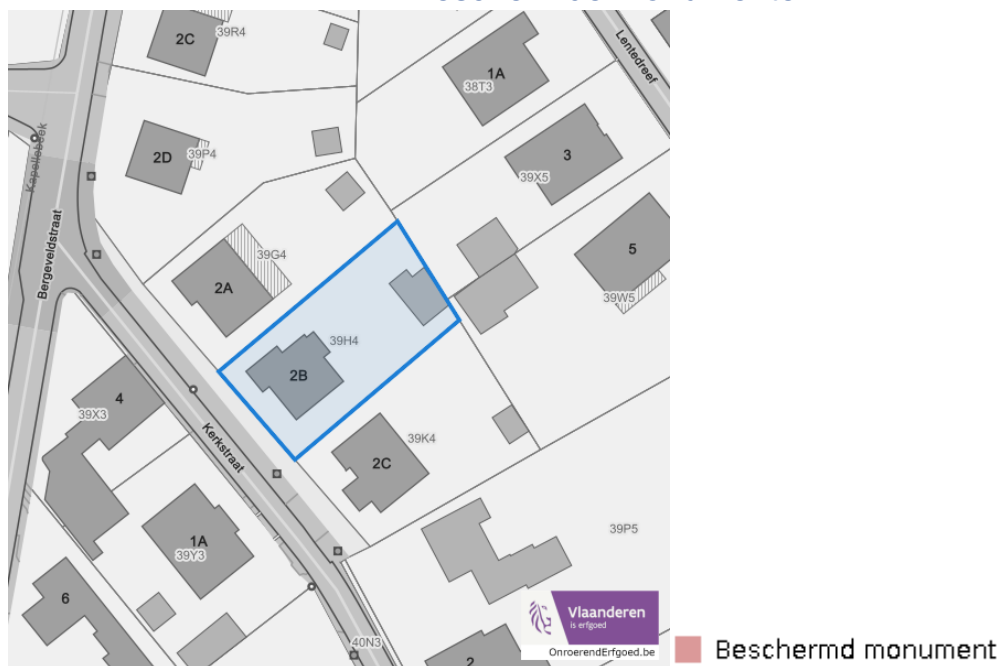 2C
39R4
Lentedreef
1A
38T3
Kapellebeek
2D
39P4
3
39X5
Bergeveldstraat
39G4
5
2A
39W5
39H4
2B
4
39X3
Kerkstraat
39K4
2C
39P5
1A
39Y3
6
Vlaanderen
is erfgoed
OnroerendErfgoed.be
40N3
2
Beschermd monument